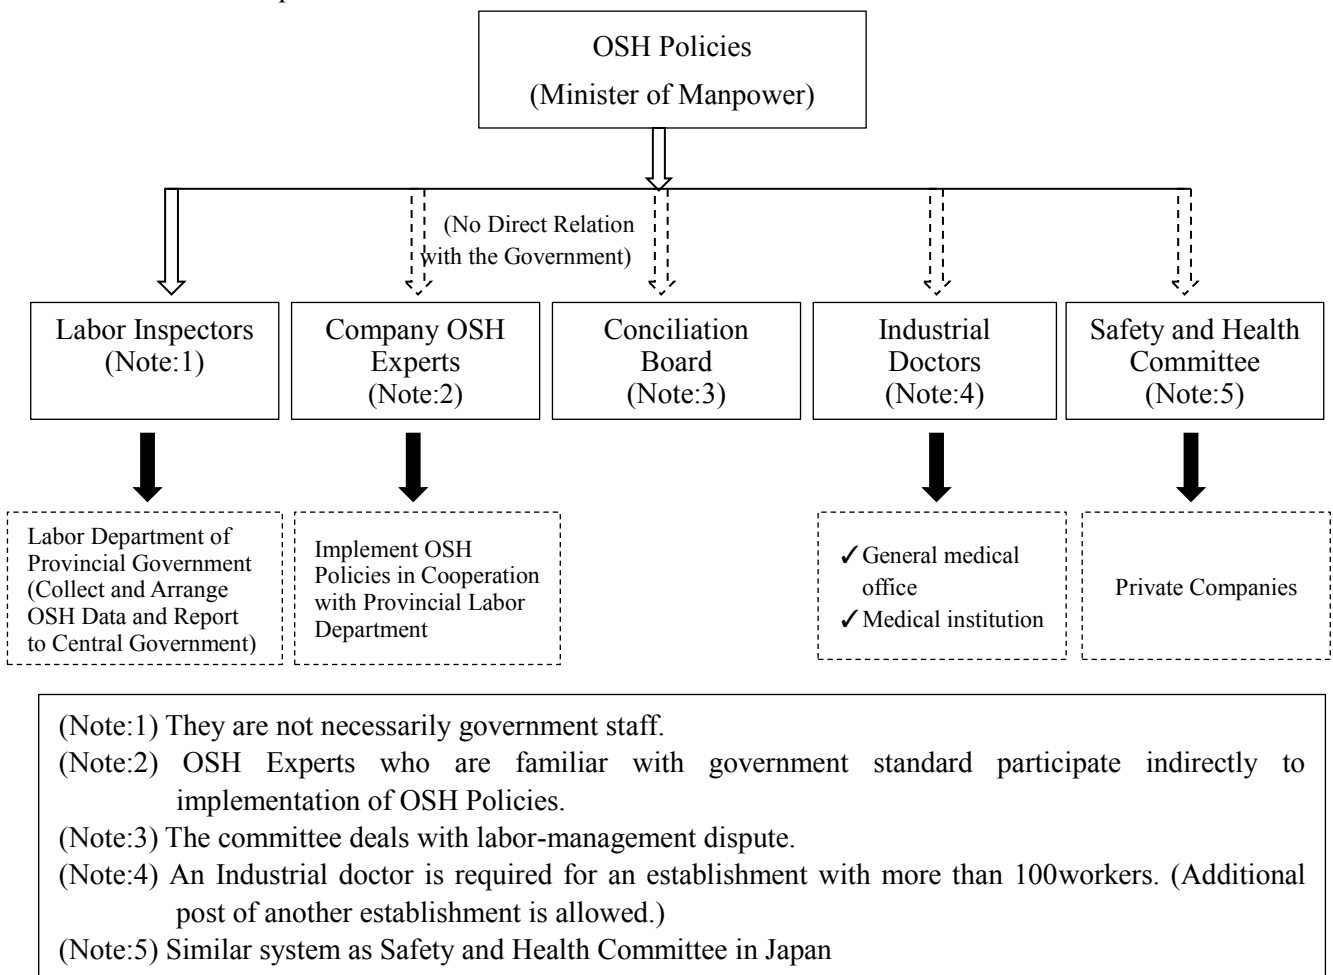 OSH Policies
(Minister of Manpower)
(No Direct Relation
with the Government)
Labor Inspectors
(Note:1)
Company OSH
Experts
(Note:2)
Conciliation
Board
(Note:3)
Industrial
Doctors
(Note:4)
Safety and Health
Committee
(Note:5)
Labor Department of
Provincial Government
(Collect and Arrange
OSH Data and Report
to Central Government)
Implement OSH
Policies in Cooperation
with Provincial Labor
Department
✓General medical
office
✓Medical institution
Private Companies
(Note:1) They are not necessarily government staff.
(Note:2) OSH Experts who are familiar with government standard participate indirectly to
implementation of OSH Policies.
(Note:3) The committee deals with labor-management dispute.
(Note:4) An Industrial doctor is required for an establishment with more than 100workers. (Additional
post of another establishment is allowed.)
(Note:5) Similar system as Safety and Health Committee in Japan